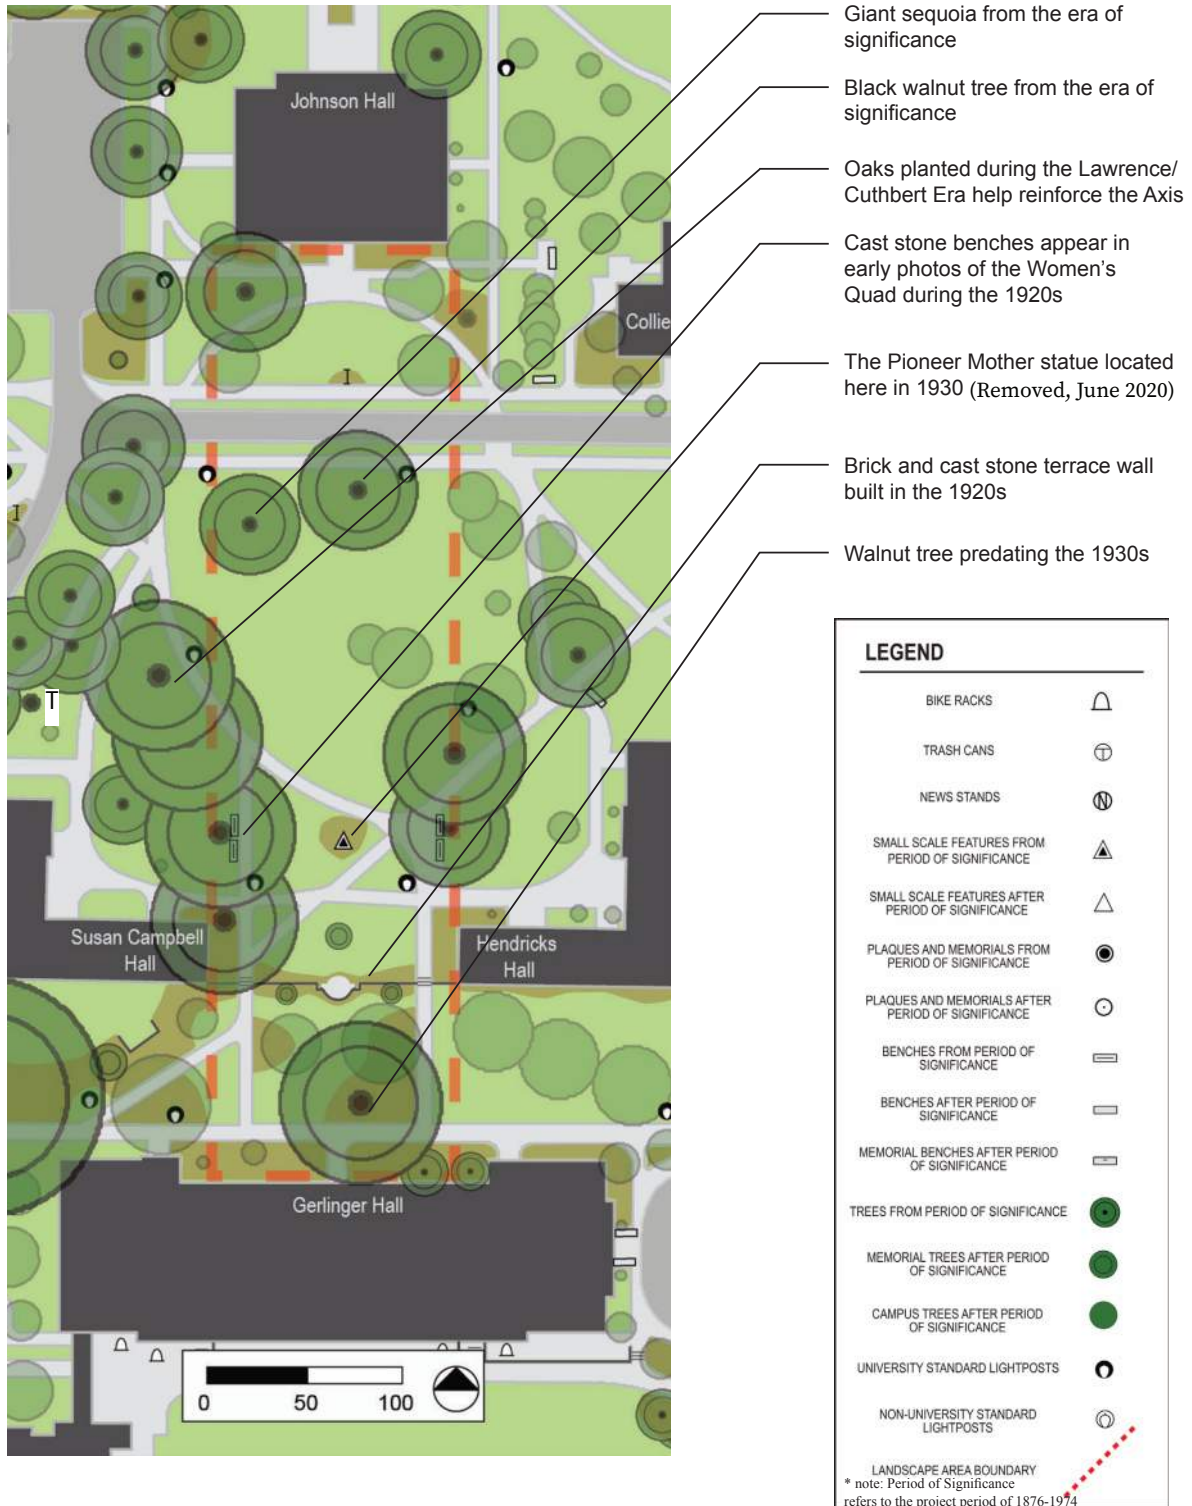 Giant sequoia from the era of
significance
Black walnut tree from the era of
significance
Oaks planted during the Lawrence/
Cuthbert Era help reinforce the Axis
Cast stone benches appear in
early photos of the Women's
Quad during the 1920s
The Pioneer Mother statue located
here in 1930 (Removed, June 2020)
Brick and cast stone terrace wall
built in the 1920s
Walnut tree predating the 1930s
Johnson Hall
Collie
I
I
T
Susan Campbell
Hall
Hendricks
Hall
Gerlinger Hall
0 50 100
LEGEND
BIKE RACKS
TRASH CANS
T
NEWS STANDS
N
SMALL SCALE FEATURES FROM
PERIOD OF SIGNIFICANCE
SMALL SCALE FEATURES AFTER
PERIOD OF SIGNIFICANCE
PLAQUES AND MEMORIALS FROM
PERIOD OF SIGNIFICANCE
PLAQUES AND MEMORIALS AFTER
PERIOD OF SIGNIFICANCE
BENCHES FROM PERIOD OF
SIGNIFICANCE
BENCHES AFTER PERIOD OF
SIGNIFICANCE
MEMORIAL BENCHES AFTER PERIOD
OF SIGNIFICANCE
TREES FROM PERIOD OF SIGNIFICANCE
MEMORIAL TREES AFTER PERIOD
OF SIGNIFICANCE
CAMPUS TREES AFTER PERIOD
OF SIGNIFICANCE
UNIVERSITY STANDARD LIGHTPOSTS
NON-UNIVERSITY STANDARD
LIGHTPOSTS
LANDSCAPE AREA BOUNDARY
* note: Period of Significance
refers to the project period of 1876-1974